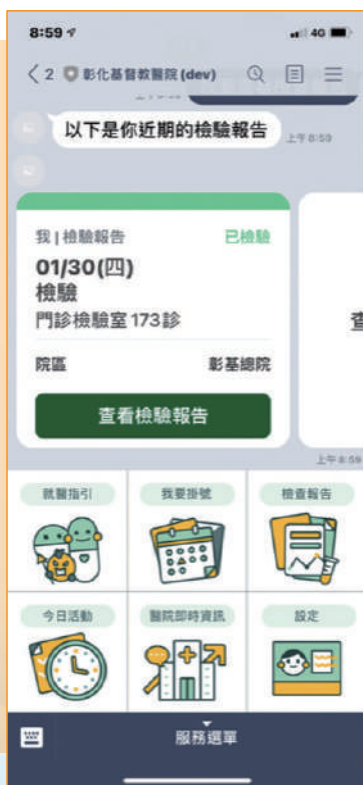 8:59
4G
2 彰化基督教醫院 (dev)
以下是你近期的檢驗報告
上午 8:59
我 | 檢驗報告
已檢驗
01/30(四)
檢驗
門診檢驗室 173診
院區
彰基總院
查看檢驗報告
查
上午 8:59
就醫指引
我要掛號
檢查報告
今日活動
醫院即時資訊
設定
服務選單